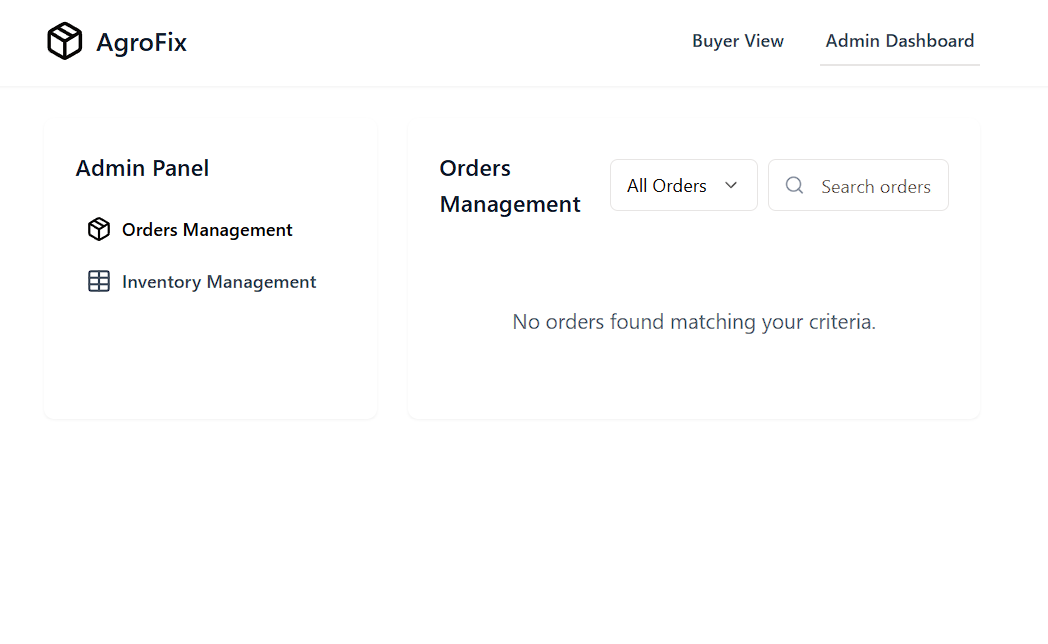 AgroFix
Buyer View
Admin Dashboard
Admin Panel
Orders Management
Inventory Management
Orders
Management
All Orders
Search orders
No orders found matching your criteria.